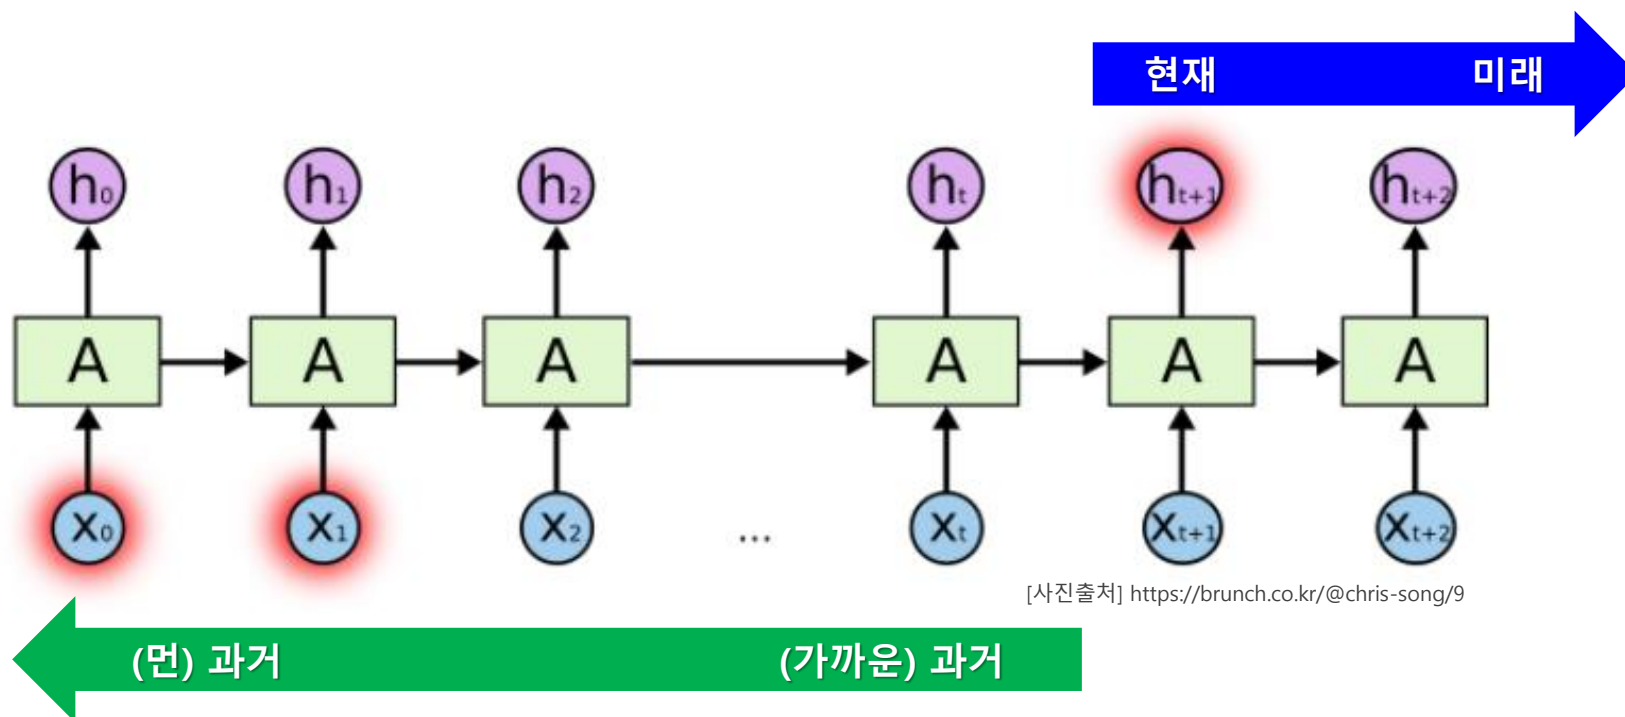 현재 미래
h₀ h₁ h₂ hₜ hₜ₊₁ hₜ₊₂
A A A A A A
x₀ x₁ x₂ ... xₜ xₜ₊₁ xₜ₊₂
[사진출처] https://brunch.co.kr/@chris-song/9
(먼) 과거 (가까운) 과거